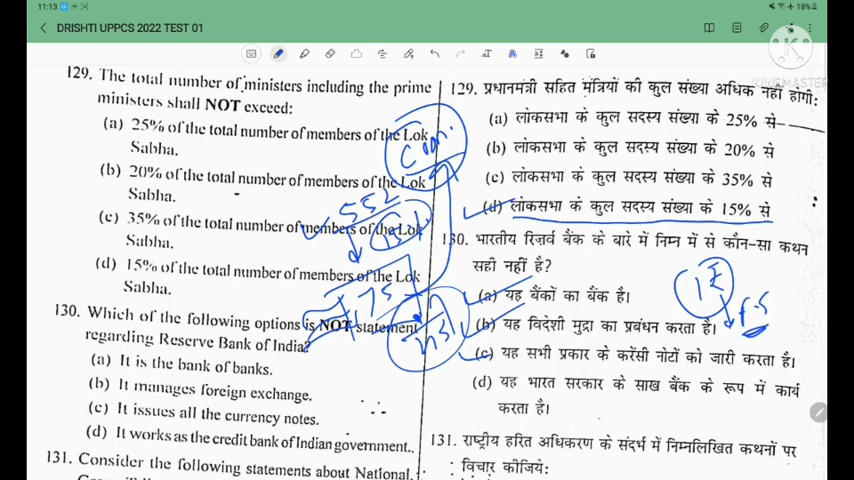 11:13
18%
DRISHTI UPPCS 2022 TEST 01
KINEMASTER
129. The total number of ministers including the prime
ministers shall NOT exceed:
(a) 25% of the total number of members of the Lok
Sabha.
(b) 20% of the total number of members of the Lok
Sabha.
(c) 35% of the total number of members of the Lok
Sabha.
(d) 15% of the total number of members of the Lok
Sabha.
130. Which of the following options is NOT statement
regarding Reserve Bank of India?
(a) It is the bank of banks.
(b) It manages foreign exchange.
(c) It issues all the currency notes.
(d) It works as the credit bank of Indian government..
131. Consider the following statements about National
552
15%
129. प्रधानमंत्री सहित मंत्रियों की कुल संख्या अधिक नहीं होगी:
(a) लोकसभा के कुल सदस्य संख्या के 25% से
(b) लोकसभा के कुल सदस्य संख्या के 20% से
(c) लोकसभा के कुल सदस्य संख्या के 35% से
(d) लोकसभा के कुल सदस्य संख्या के 15% से
130. भारतीय रिज़र्व बैंक के बारे में निम्न में से कौन-सा कथन
सही नहीं है?
(a) यह बैंकों का बैंक है।
(b) यह विदेशी मुद्रा का प्रबंधन करता है।
(c) यह सभी प्रकार के करेंसी नोटों को जारी करता है।
(d) यह भारत सरकार के साख बैंक के रूप में कार्य
करता है।
131. राष्ट्रीय हरित अधिकरण के संदर्भ में निम्नलिखित कथनों पर
विचार कीजिये:
1₹
F.S